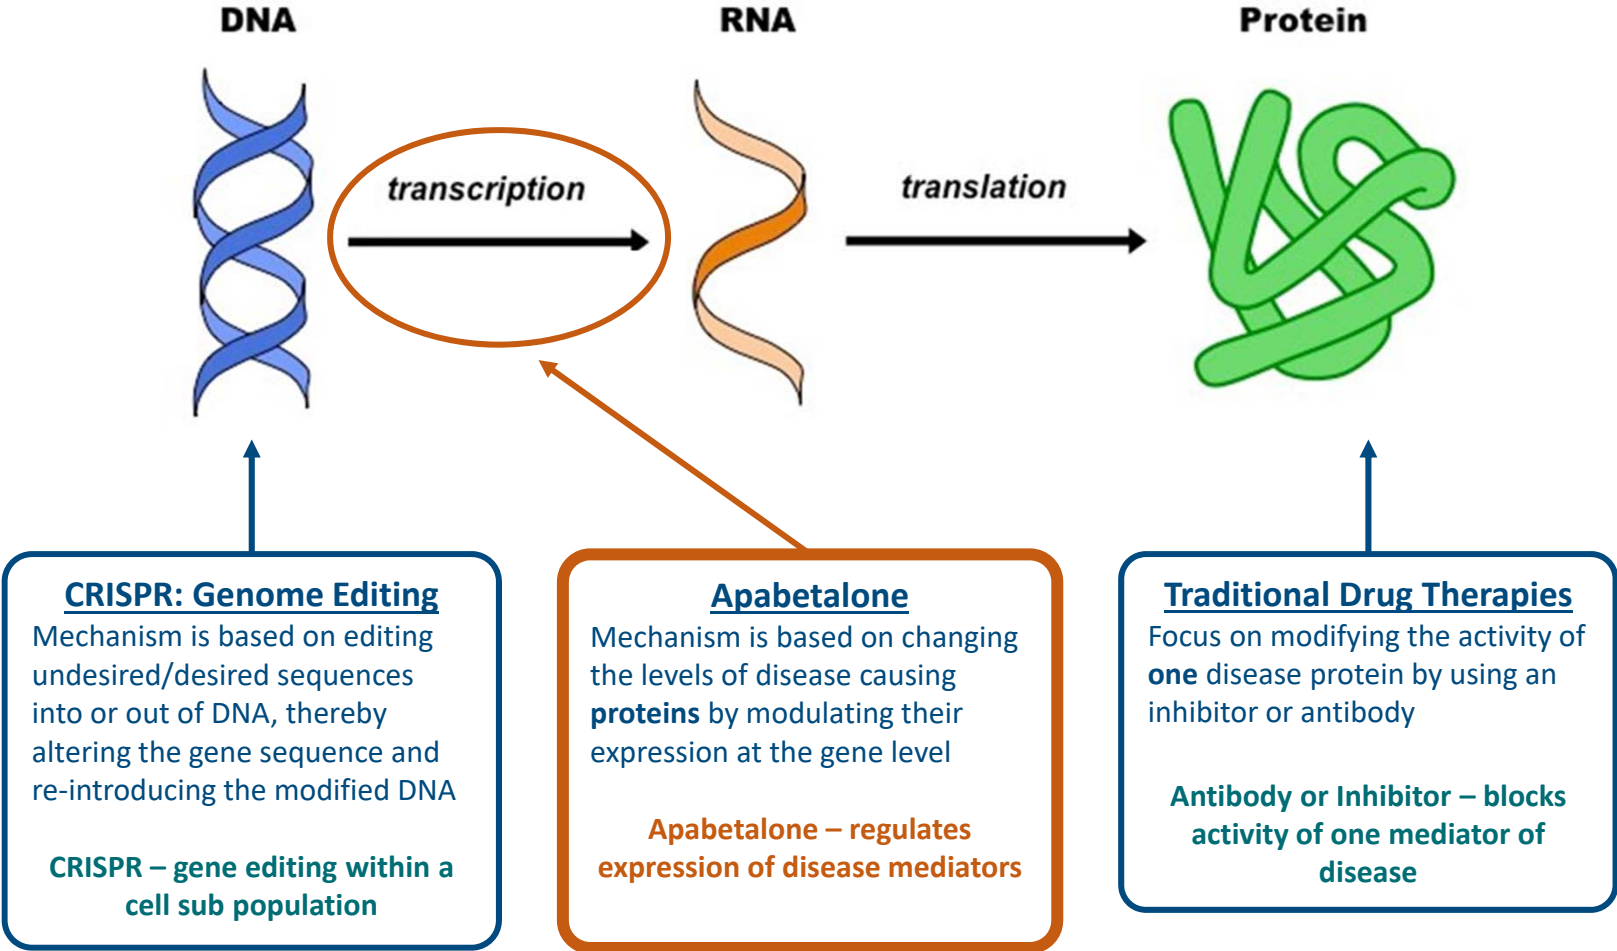 DNA
RNA
Protein
transcription
translation
CRISPR: Genome Editing
Mechanism is based on editing
undesired/desired sequences
into or out of DNA, thereby
altering the gene sequence and
re-introducing the modified DNA
CRISPR – gene editing within a
cell sub population
Apabetalone
Mechanism is based on changing
the levels of disease causing
proteins by modulating their
expression at the gene level
Apabetalone – regulates
expression of disease mediators
Traditional Drug Therapies
Focus on modifying the activity of
one disease protein by using an
inhibitor or antibody
Antibody or Inhibitor – blocks
activity of one mediator of
disease